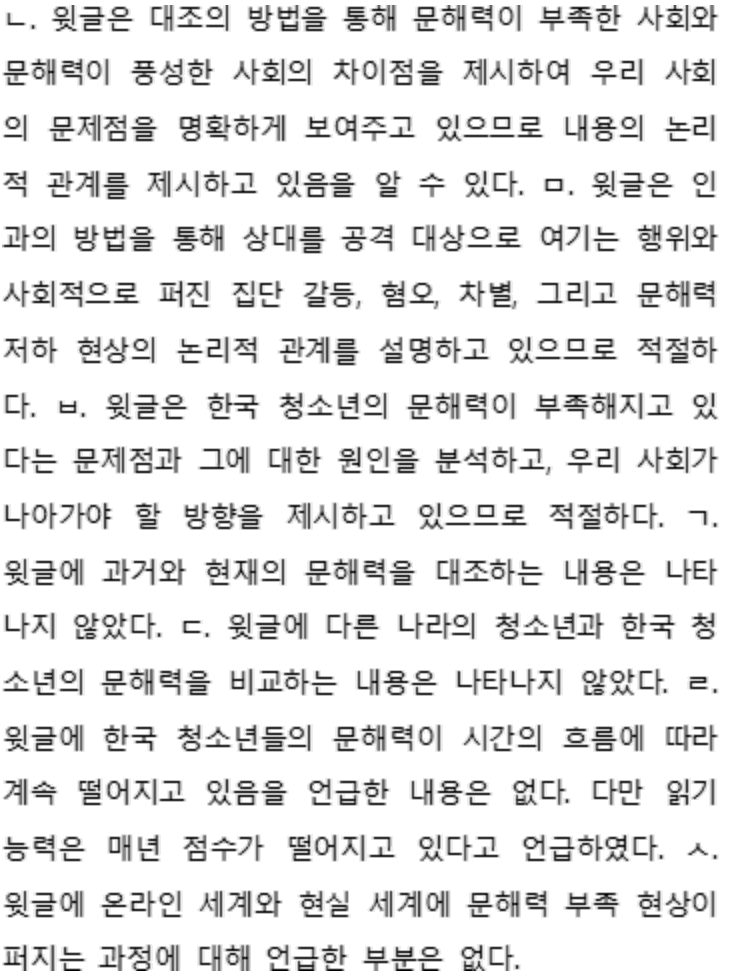 ㄴ. 윗글은 대조의 방법을 통해 문해력이 부족한 사회와
문해력이 풍성한 사회의 차이점을 제시하여 우리 사회
의 문제점을 명확하게 보여주고 있으므로 내용의 논리
적 관계를 제시하고 있음을 알 수 있다. ㅁ. 윗글은 인
과의 방법을 통해 상대를 공격 대상으로 여기는 행위와
사회적으로 퍼진 집단 갈등, 혐오, 차별, 그리고 문해력
저하 현상의 논리적 관계를 설명하고 있으므로 적절하
다. ㅂ. 윗글은 한국 청소년의 문해력이 부족해지고 있
다는 문제점과 그에 대한 원인을 분석하고, 우리 사회가
나아가야 할 방향을 제시하고 있으므로 적절하다. ㄱ.
윗글에 과거와 현재의 문해력을 대조하는 내용은 나타
나지 않았다. ㄷ. 윗글에 다른 나라의 청소년과 한국 청
소년의 문해력을 비교하는 내용은 나타나지 않았다. ㄹ.
윗글에 한국 청소년들의 문해력이 시간의 흐름에 따라
계속 떨어지고 있음을 언급한 내용은 없다. 다만 읽기
능력은 매년 점수가 떨어지고 있다고 언급하였다. ㅅ.
윗글에 온라인 세계와 현실 세계에 문해력 부족 현상이
퍼지는 과정에 대해 언급한 부분은 없다.